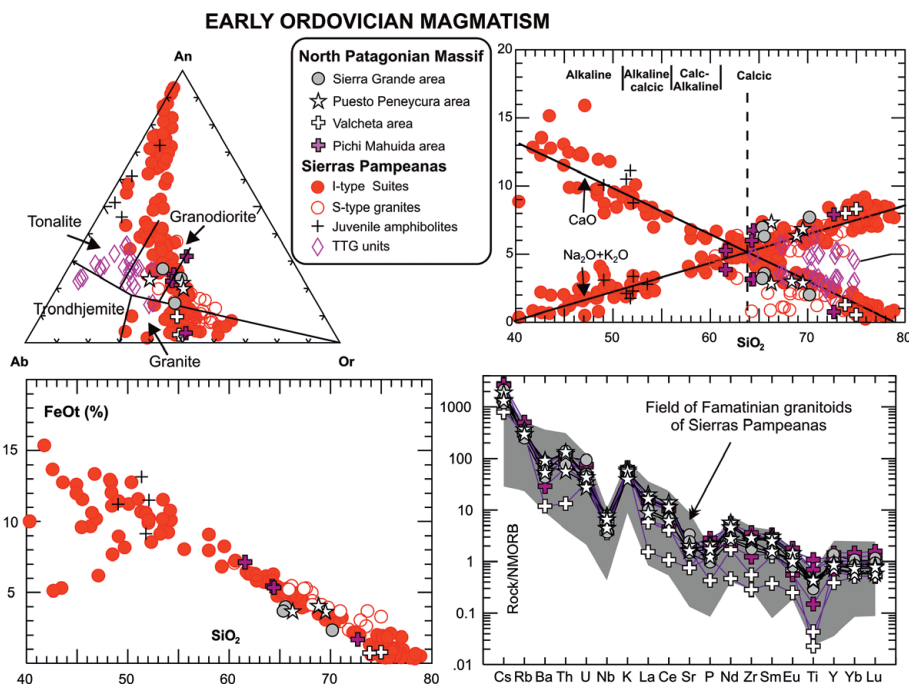 EARLY ORDOVICIAN MAGMATISM
An
Tonalite
Granodiorite
Trondhjemite
Granite
Ab
Or
North Patagonian Massif
Sierra Grande area
Puesto Peneycura area
Valcheta area
Pichi Mahuida area
Sierras Pampeanas
I-type Suites
S-type granites
Juvenile amphibolites
TTG units
Alkaline
Alkaline
calcic
Calc-
Alkaline
Calcic
20
15
10
5
0
CaO
Na₂O+K₂O
40 50 60 70 80
SiO₂
FeOt (%)
15
10
5
SiO₂
40 50 60 70 80
Field of Famatinian granitoids
of Sierras Pampeanas
Rock/NMORB
1000
100
10
1
0.1
.01
Cs Rb Ba Th U Nb K La Ce Sr P Nd Zr Sm Eu Ti Y Yb Lu